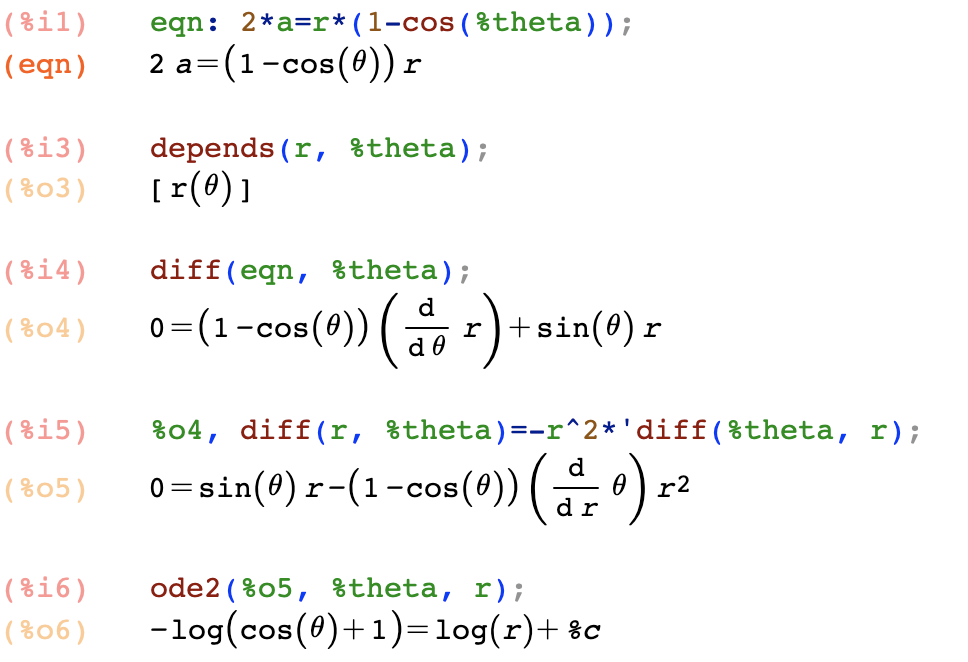 (%i1) eqn: 2*a=r*(1-cos(%theta));
(eqn) 2 a=(1-cos(θ)) r
(%i3) depends(r, %theta);
(%o3) [r(θ)]
(%i4) diff(eqn, %theta);
(%o4) 0=(1-cos(θ)) (d/dθ r)+sin(θ) r
(%i5) %o4, diff(r, %theta)=-r^2*'diff(%theta, r);
(%o5) 0=sin(θ) r-(1-cos(θ)) (d/dr θ) r²
(%i6) ode2(%o5, %theta, r);
(%o6) -log(cos(θ)+1)=log(r)+%c